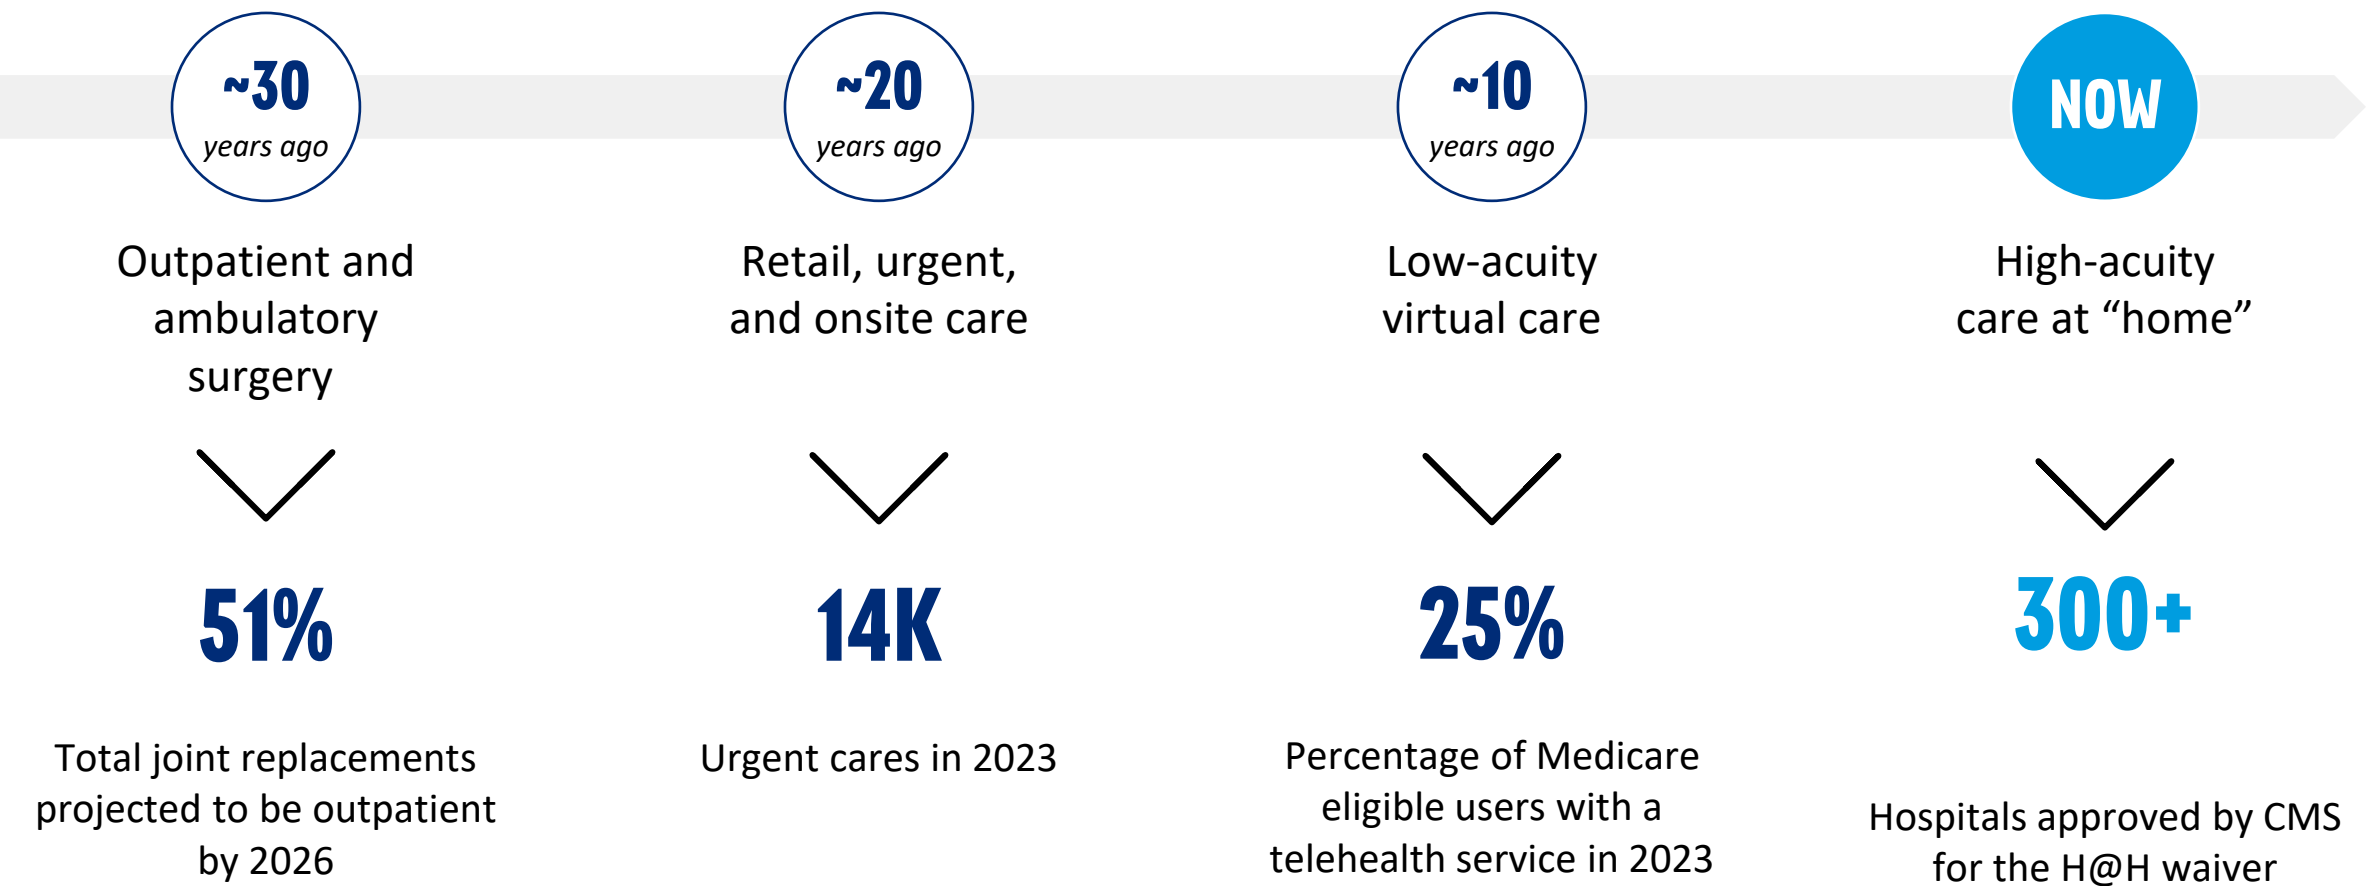 ~30
years ago
Outpatient and
ambulatory
surgery
51%
Total joint replacements
projected to be outpatient
by 2026
~20
years ago
Retail, urgent,
and onsite care
14K
Urgent cares in 2023
~10
years ago
Low-acuity
virtual care
25%
Percentage of Medicare
eligible users with a
telehealth service in 2023
NOW
High-acuity
care at “home”
300+
Hospitals approved by CMS
for the H@H waiver